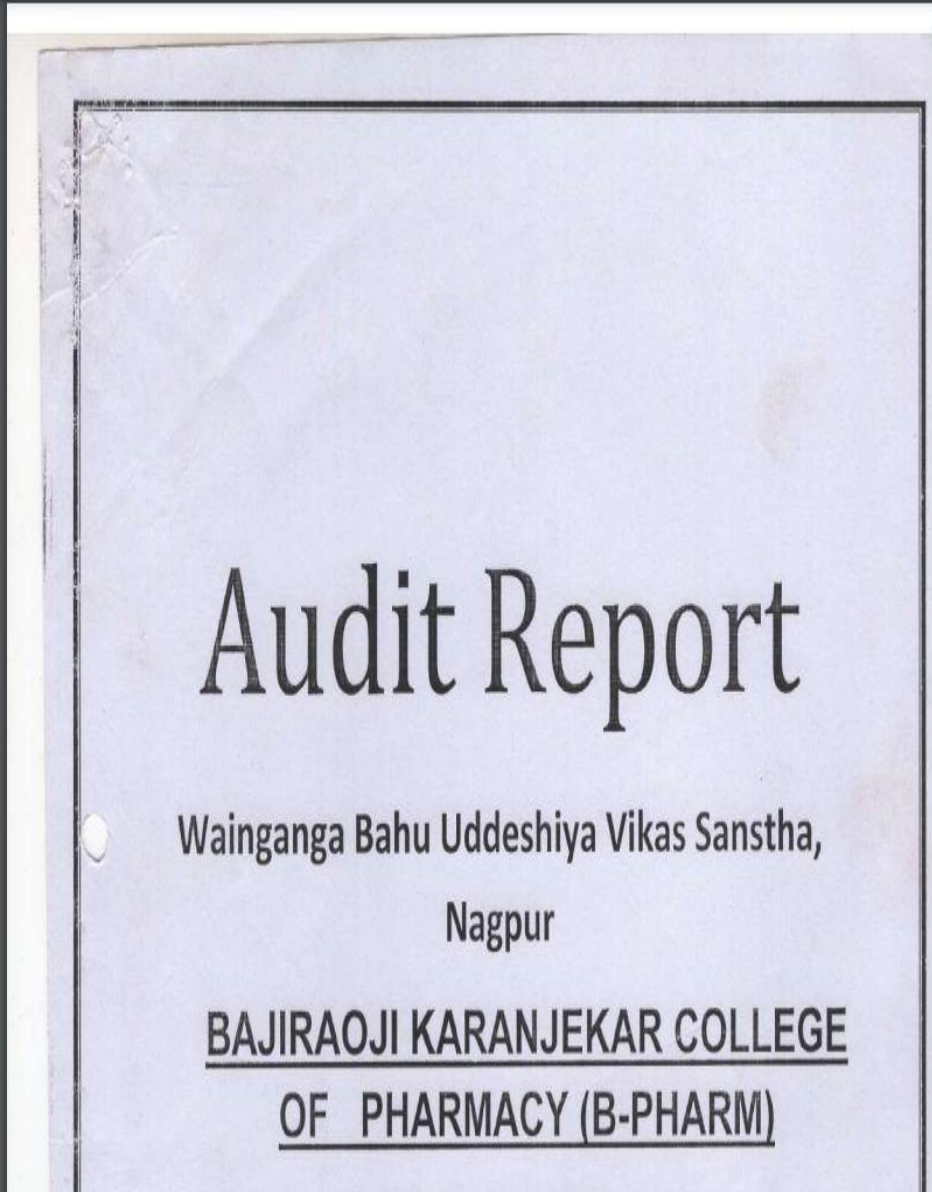 Audit Report
Wainganga Bahu Uddeshiya Vikas Sanstha,
Nagpur
BAJIRAOJI KARANJEKAR COLLEGE
OF PHARMACY (B-PHARM)